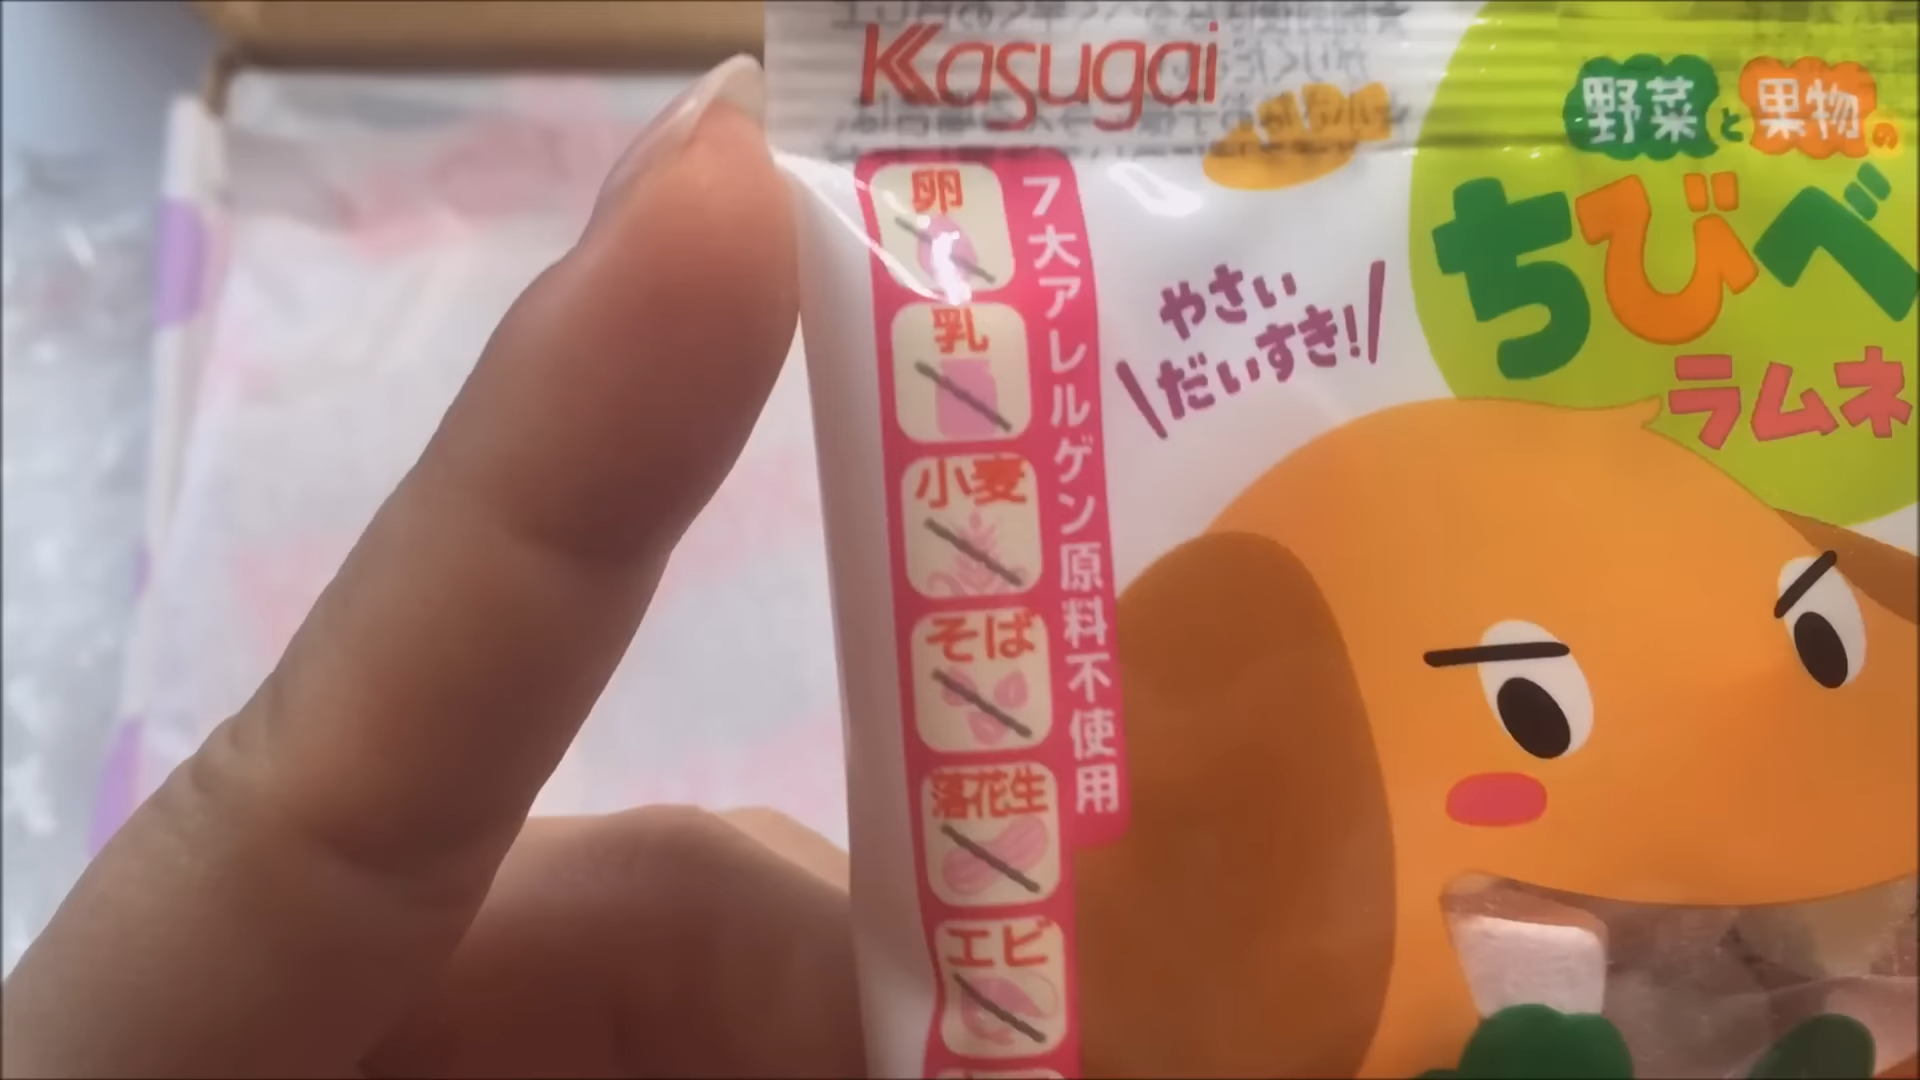 Kasugai
野菜と果物の
ちびベ
ラムネ
やさい
だいすき!
7大アレルゲン原料不使用
卵
乳
小麦
そば
落花生
エビ